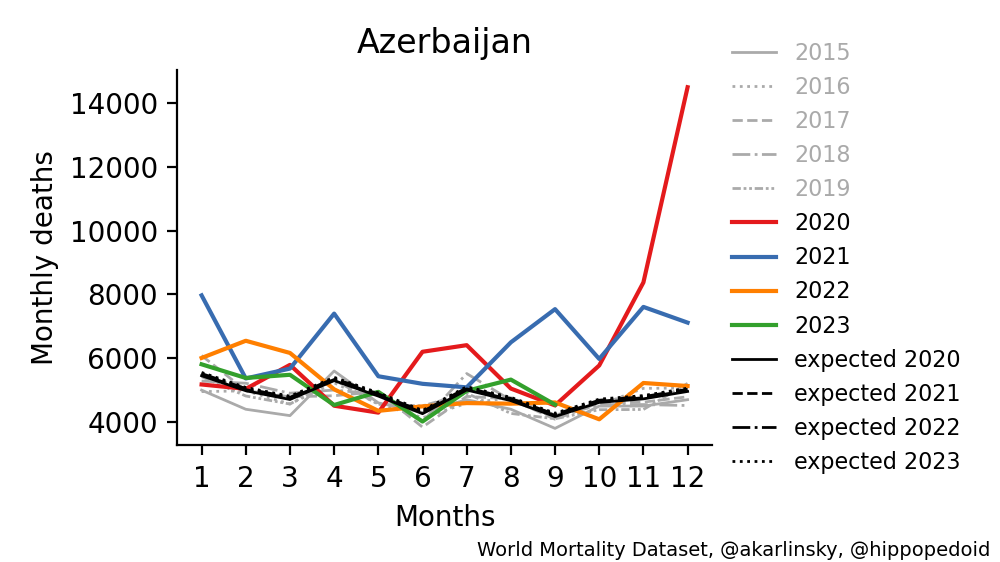 Azerbaijan
Monthly deaths
14000
12000
10000
8000
6000
4000
1 2 3 4 5 6 7 8 9 10 11 12
Months
2015
2016
2017
2018
2019
2020
2021
2022
2023
expected 2020
expected 2021
expected 2022
expected 2023
World Mortality Dataset, @akarlinsky, @hippopedoid